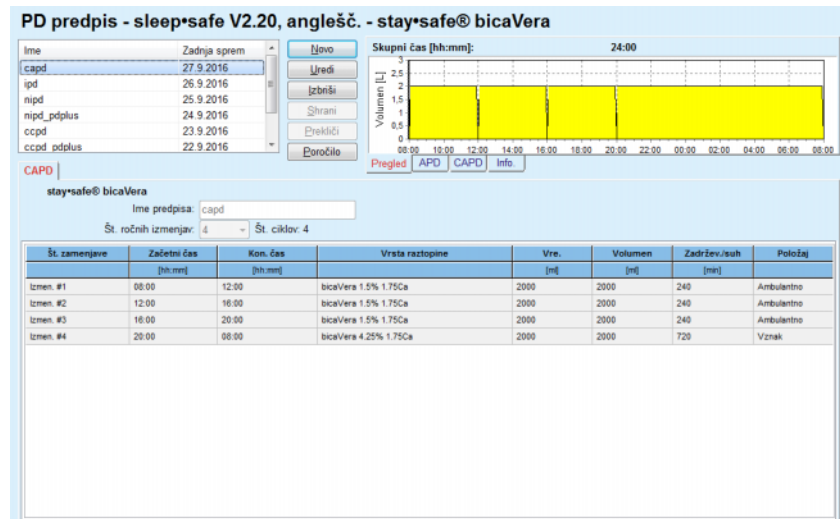 PD predpis - sleep•safe V2.20, anglešč. - stay•safe® bicaVera
Ime Zadnja sprem
capd 27.9.2016
ipd 26.9.2016
nipd 25.9.2016
nipd_pdplus 24.9.2016
ccpd 23.9.2016
ccpd_pdplus 22.9.2016
Novo
Uredi
Izbriši
Shrani
Prekliči
Poročilo
Skupni čas [hh:mm]: 24:00
Volumen [L]
3
2,5
2
1,5
1
0,5
0
08:00 10:00 12:00 14:00 16:00 18:00 20:00 22:00 00:00 02:00 04:00 06:00 08:00
Pregled APD CAPD Info.
CAPD
stay•safe® bicaVera
Ime predpisa: capd
Št. ročnih izmenjav: 4 Št. ciklov: 4
Št. zamenjave Začetni čas Kon. čas Vrsta raztopine Vre. Volumen Zadržev./suh Položaj
[hh:mm] [ml] [ml] [min]
Izmen. #1 08:00 12:00 bicaVera 1.5% 1.75Ca 2000 2000 240 Ambulantno
Izmen. #2 12:00 16:00 bicaVera 1.5% 1.75Ca 2000 2000 240 Ambulantno
Izmen. #3 16:00 20:00 bicaVera 1.5% 1.75Ca 2000 2000 240 Ambulantno
Izmen. #4 20:00 08:00 bicaVera 4.25% 1.75Ca 2000 2000 720 Vznak